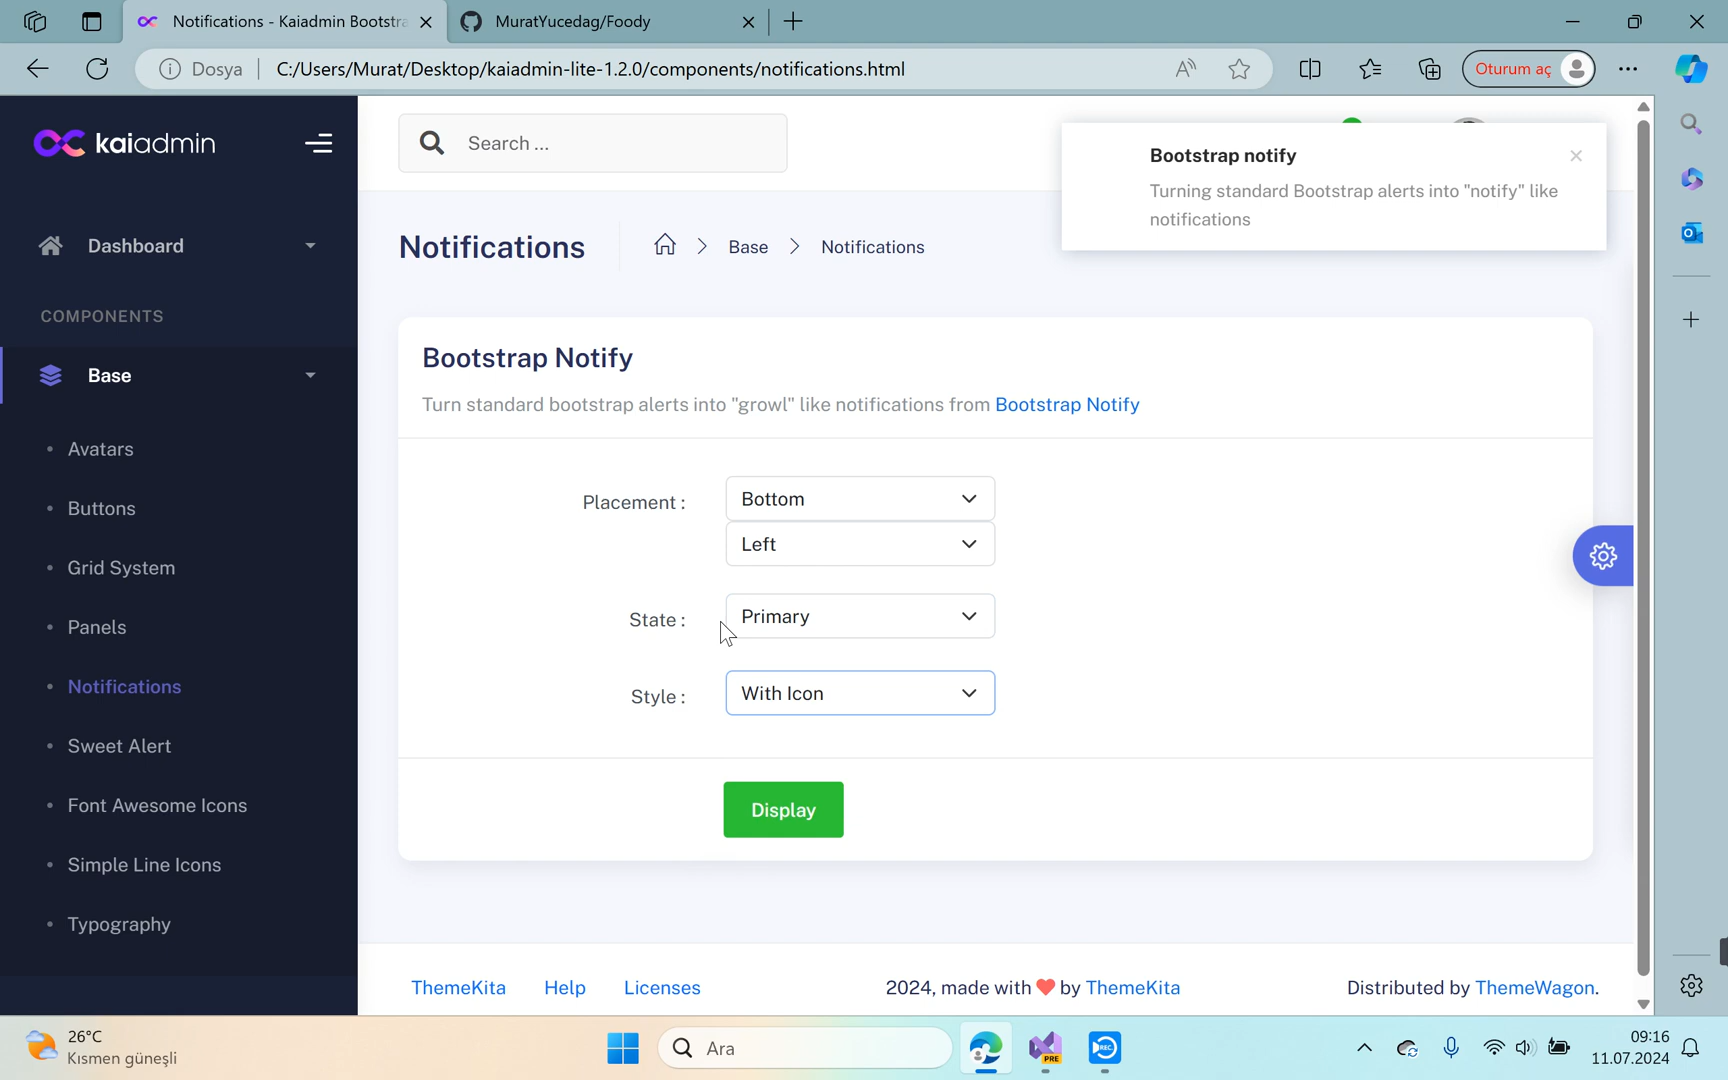 Notifications - Kaiadmin Bootstra
MuratYucedag/Foody
Dosya
C:/Users/Murat/Desktop/kaiadmin-lite-1.2.0/components/notifications.html
Oturum aç
kaiadmin
Search ...
Bootstrap notify
Turning standard Bootstrap alerts into "notify" like
notifications
Dashboard
Notifications
Base
Notifications
COMPONENTS
Base
Avatars
Buttons
Grid System
Panels
Notifications
Sweet Alert
Font Awesome Icons
Simple Line Icons
Typography
Bootstrap Notify
Turn standard bootstrap alerts into "growl" like notifications from Bootstrap Notify
Placement :
Bottom
Left
State :
Primary
Style :
With Icon
Display
ThemeKita
Help
Licenses
2024, made with ❤ by ThemeKita
Distributed by ThemeWagon.
26°C
Kısmen güneşli
Ara
PRE
REC
09:16
11.07.2024